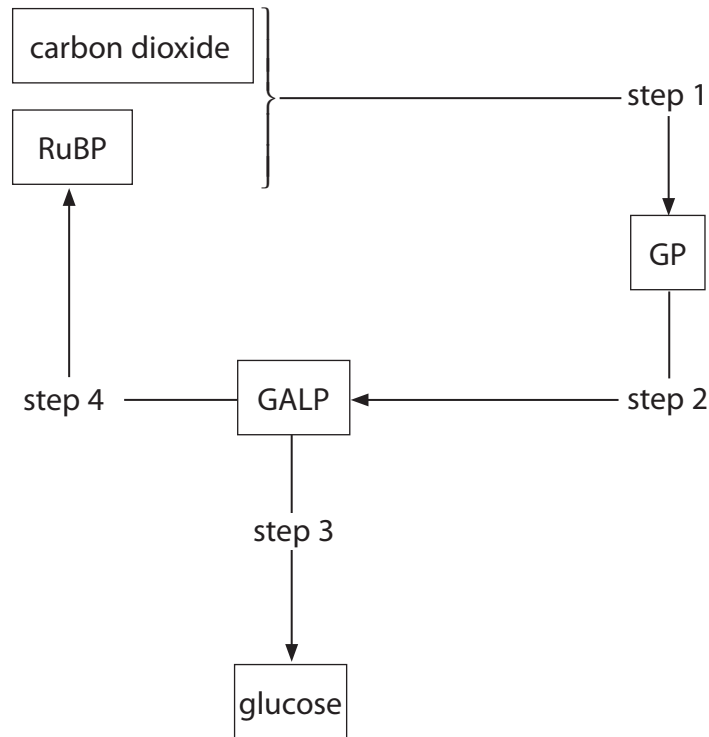 carbon dioxide
step 1
RuBP
GP
step 4
GALP
step 2
step 3
glucose